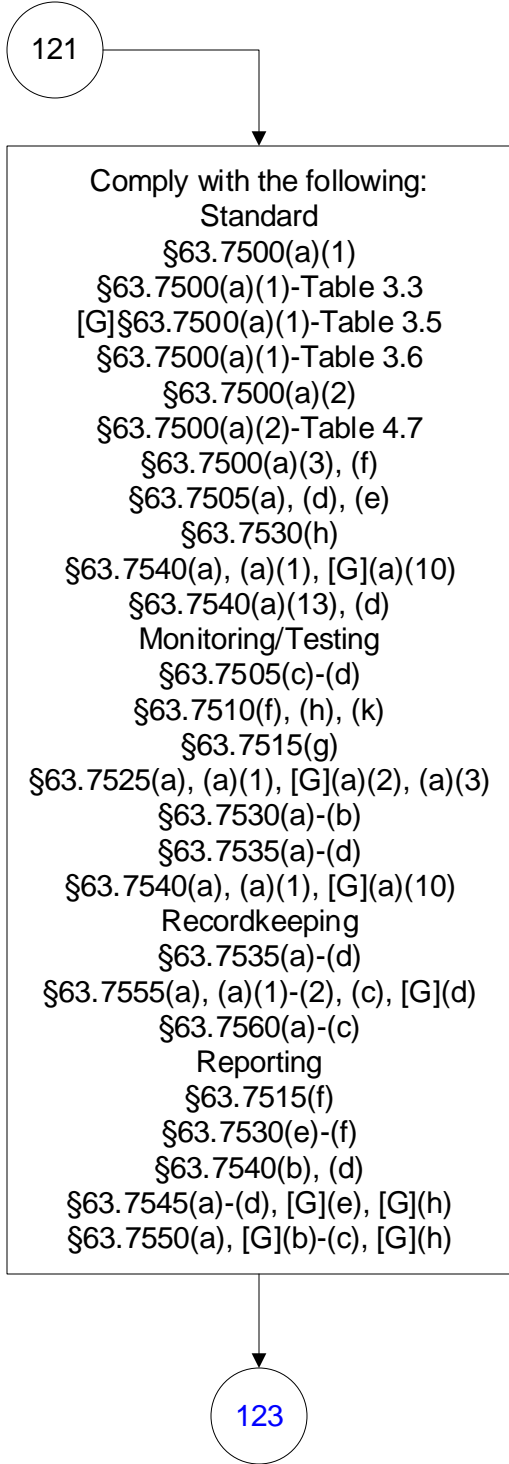 121
Comply with the following:
Standard
§63.7500(a)(1)
§63.7500(a)(1)-Table 3.3
[G]§63.7500(a)(1)-Table 3.5
§63.7500(a)(1)-Table 3.6
§63.7500(a)(2)
§63.7500(a)(2)-Table 4.7
§63.7500(a)(3), (f)
§63.7505(a), (d), (e)
§63.7530(h)
§63.7540(a), (a)(1), [G](a)(10)
§63.7540(a)(13), (d)
Monitoring/Testing
§63.7505(c)-(d)
§63.7510(f), (h), (k)
§63.7515(g)
§63.7525(a), (a)(1), [G](a)(2), (a)(3)
§63.7530(a)-(b)
§63.7535(a)-(d)
§63.7540(a), (a)(1), [G](a)(10)
Recordkeeping
§63.7535(a)-(d)
§63.7555(a), (a)(1)-(2), (c), [G](d)
§63.7560(a)-(c)
Reporting
§63.7515(f)
§63.7530(e)-(f)
§63.7540(b), (d)
§63.7545(a)-(d), [G](e), [G](h)
§63.7550(a), [G](b)-(c), [G](h)
123